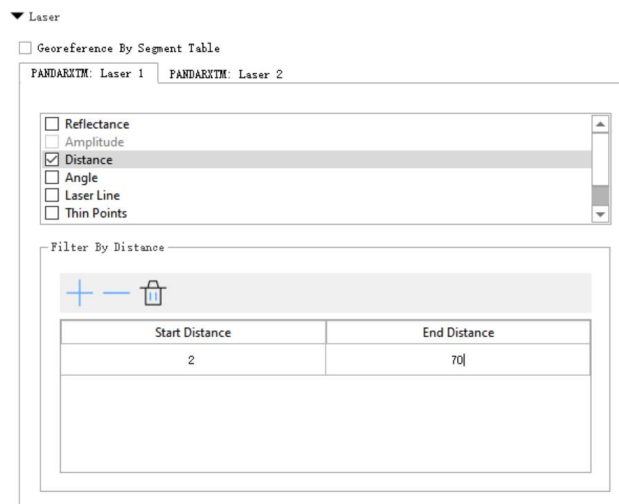 Laser
Georeference By Segment Table
PANDARXTM: Laser 1 PANDARXTM: Laser 2
Reflectance
Amplitude
Distance
Angle
Laser Line
Thin Points
Filter By Distance
Start Distance End Distance
2 70